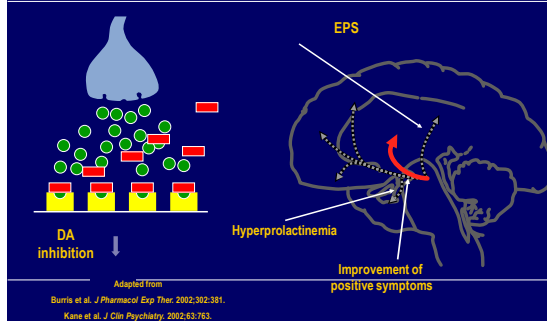 EPS
DA
inhibition
Hyperprolactinemia
Improvement of
positive symptoms
Adapted from
Burris et al. J Pharmacol Exp Ther. 2002;302:381.
Kane et al. J Clin Psychiatry. 2002;63:763.